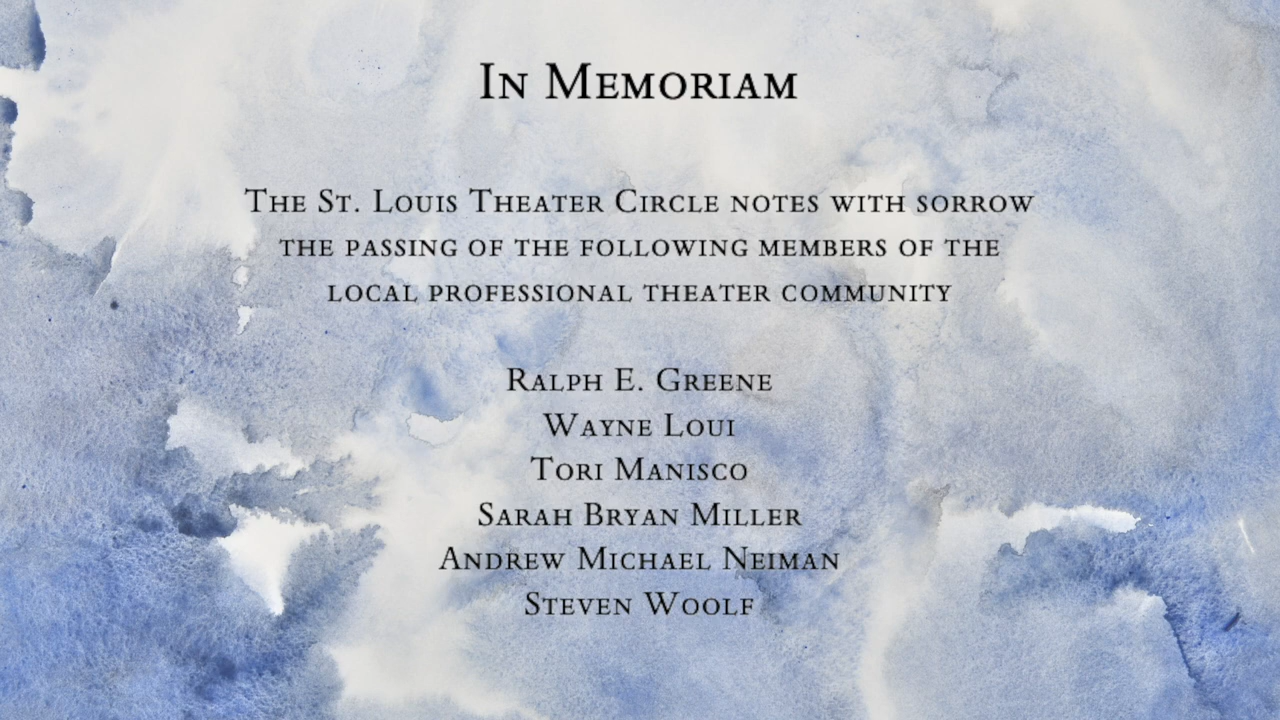 In Memoriam
The St. Louis Theater Circle notes with sorrow
the passing of the following members of the
local professional theater community
Ralph E. Greene
Wayne Loui
Tori Manisco
Sarah Bryan Miller
Andrew Michael Neiman
Steven Woolf